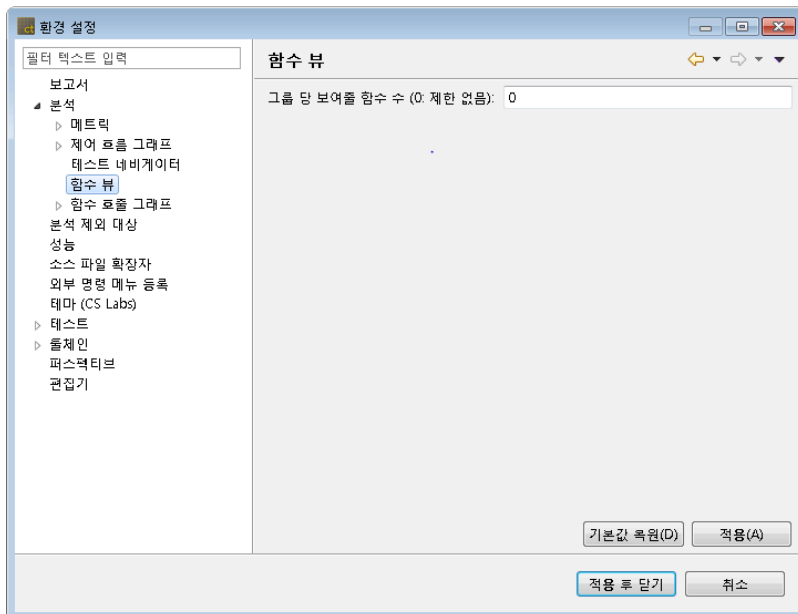 ct 환경 설정
필터 텍스트 입력
보고서
분석
메트릭
제어 흐름 그래프
테스트 네비게이터
함수 뷰
함수 호출 그래프
분석 제외 대상
성능
소스 파일 확장자
외부 명령 메뉴 등록
테마 (CS Labs)
테스트
툴체인
퍼스펙티브
편집기
함수 뷰
그룹 당 보여줄 함수 수 (0: 제한 없음): 0
기본값 복원(D) 적용(A)
적용 후 닫기 취소